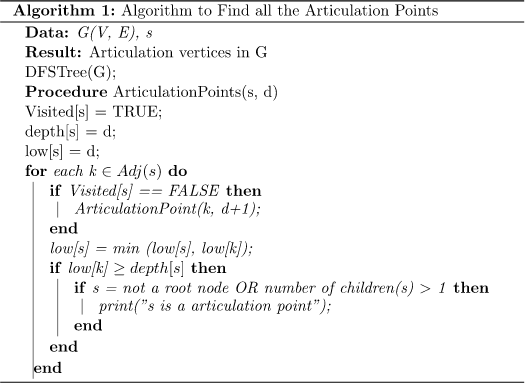 Algorithm 1: Algorithm to Find all the Articulation Points
Data: G(V, E), s
Result: Articulation vertices in G
DFSTree(G);
Procedure ArticulationPoints(s, d)
Visited[s] = TRUE;
depth[s] = d;
low[s] = d;
for each k ∈ Adj(s) do
if Visited[s] == FALSE then
ArticulationPoint(k, d+1);
end
low[s] = min (low[s], low[k]);
if low[k] ≥ depth[s] then
if s = not a root node OR number of children(s) > 1 then
print("s is a articulation point");
end
end
end